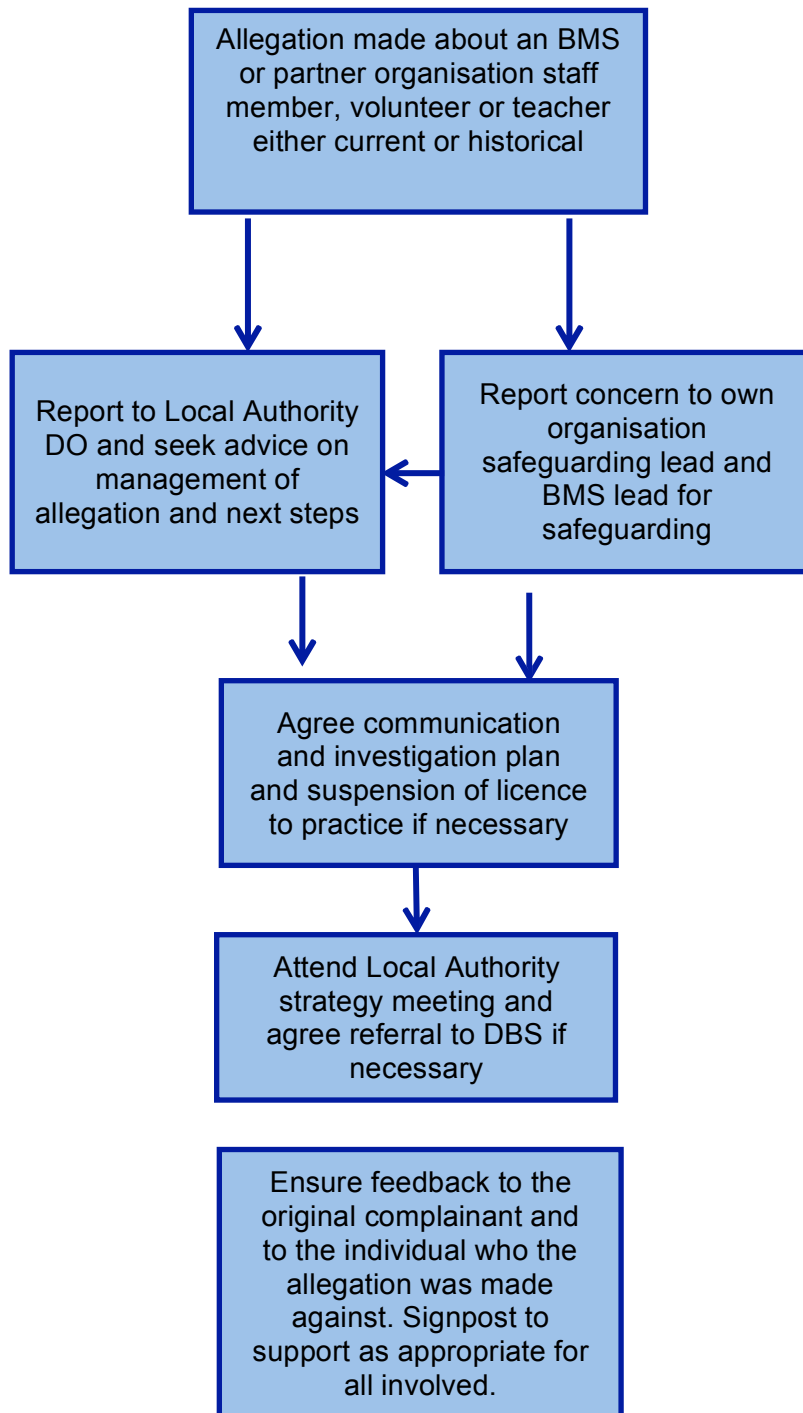 Allegation made about an BMS
or partner organisation staff
member, volunteer or teacher
either current or historical
Report to Local Authority
DO and seek advice on
management of
allegation and next steps
Report concern to own
organisation
safeguarding lead and
BMS lead for
safeguarding
Agree communication
and investigation plan
and suspension of licence
to practice if necessary
Attend Local Authority
strategy meeting and
agree referral to DBS if
necessary
Ensure feedback to the
original complainant and
to the individual who the
allegation was made
against. Signpost to
support as appropriate for
all involved.